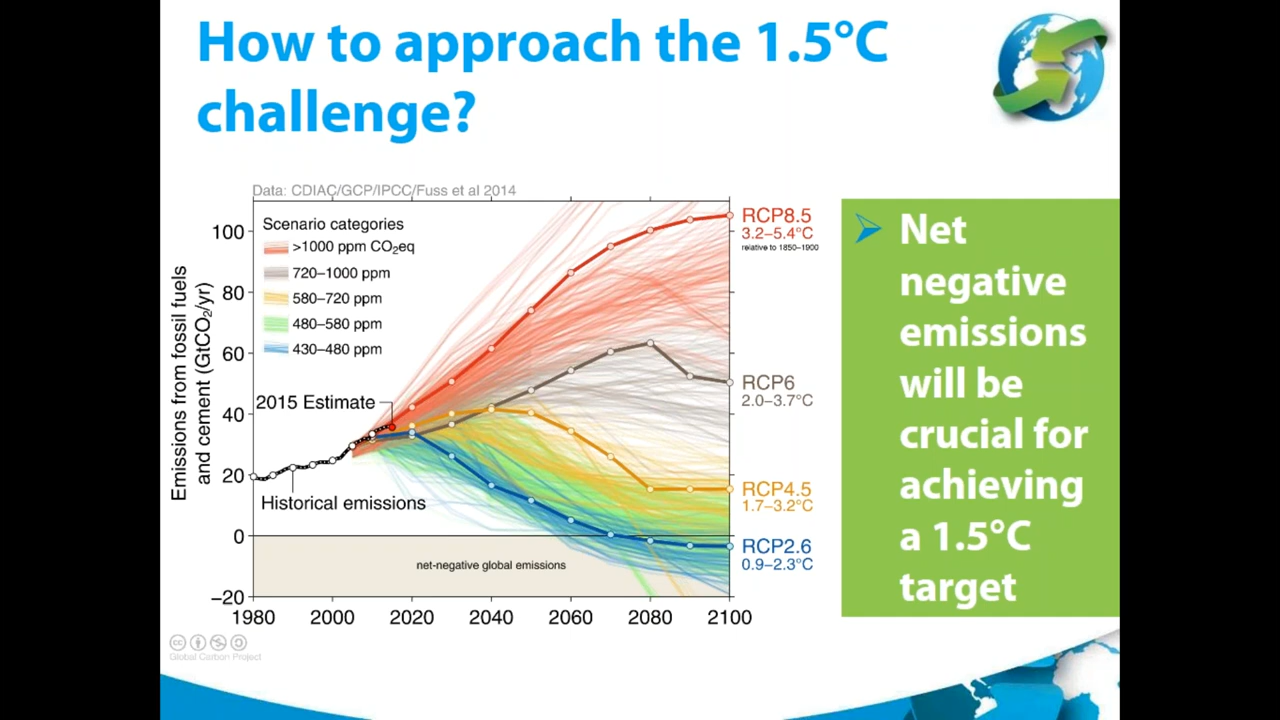 How to approach the 1.5°C
challenge?
Data: CDIAC/GCP/IPCC/Fuss et al 2014
Emissions from fossil fuels
and cement (GtCO₂/yr)
100
80
60
40
20
0
−20
Scenario categories
>1000 ppm CO₂eq
720–1000 ppm
580–720 ppm
480–580 ppm
430–480 ppm
2015 Estimate
Historical emissions
net-negative global emissions
1980
2000
2020
2040
2060
2080
2100
RCP8.5
3.2–5.4°C
relative to 1850–1900
RCP6
2.0–3.7°C
RCP4.5
1.7–3.2°C
RCP2.6
0.9–2.3°C
Net
negative
emissions
will be
crucial for
achieving
a 1.5°C
target
cc
Global Carbon Project